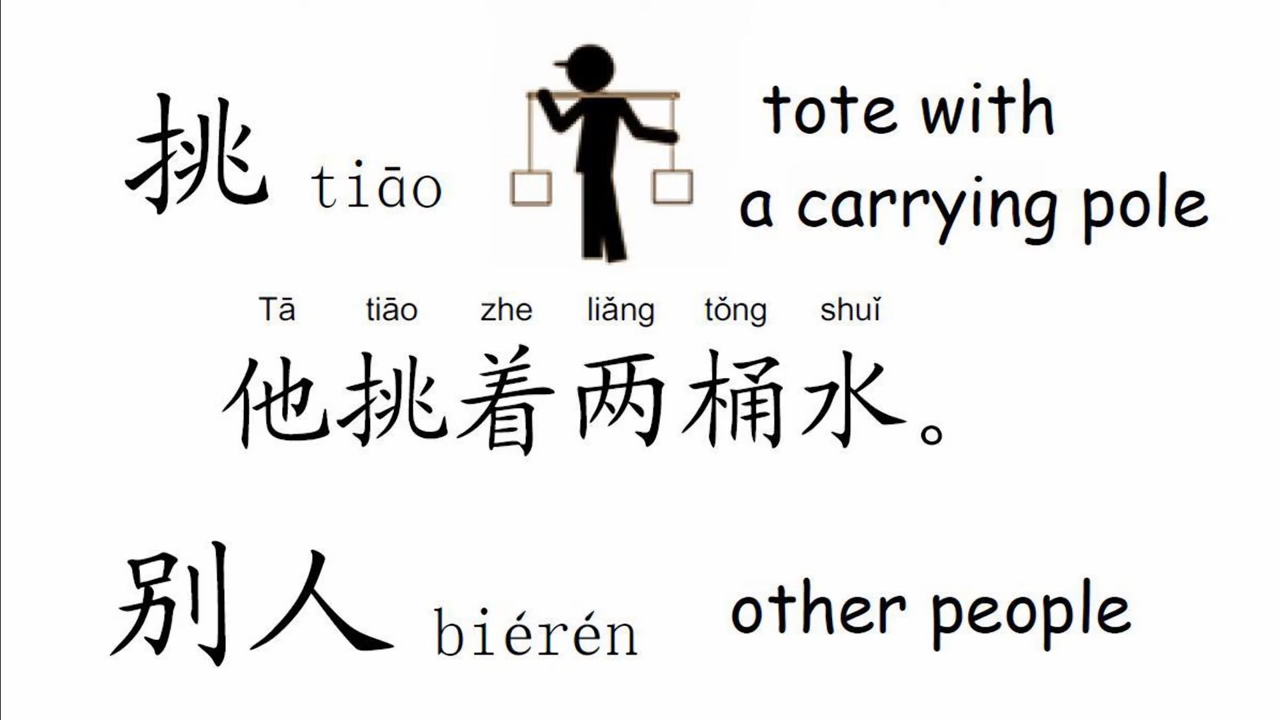 挑 tiāo tote with
a carrying pole
Tā tiāo zhe liǎng tǒng shuǐ
他挑着两桶水。
别人 biérén other people